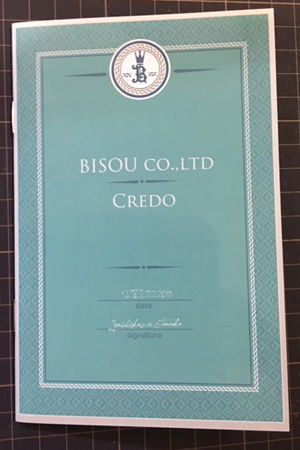 B
BISOU CO.,LTD
CREDO
date
signature